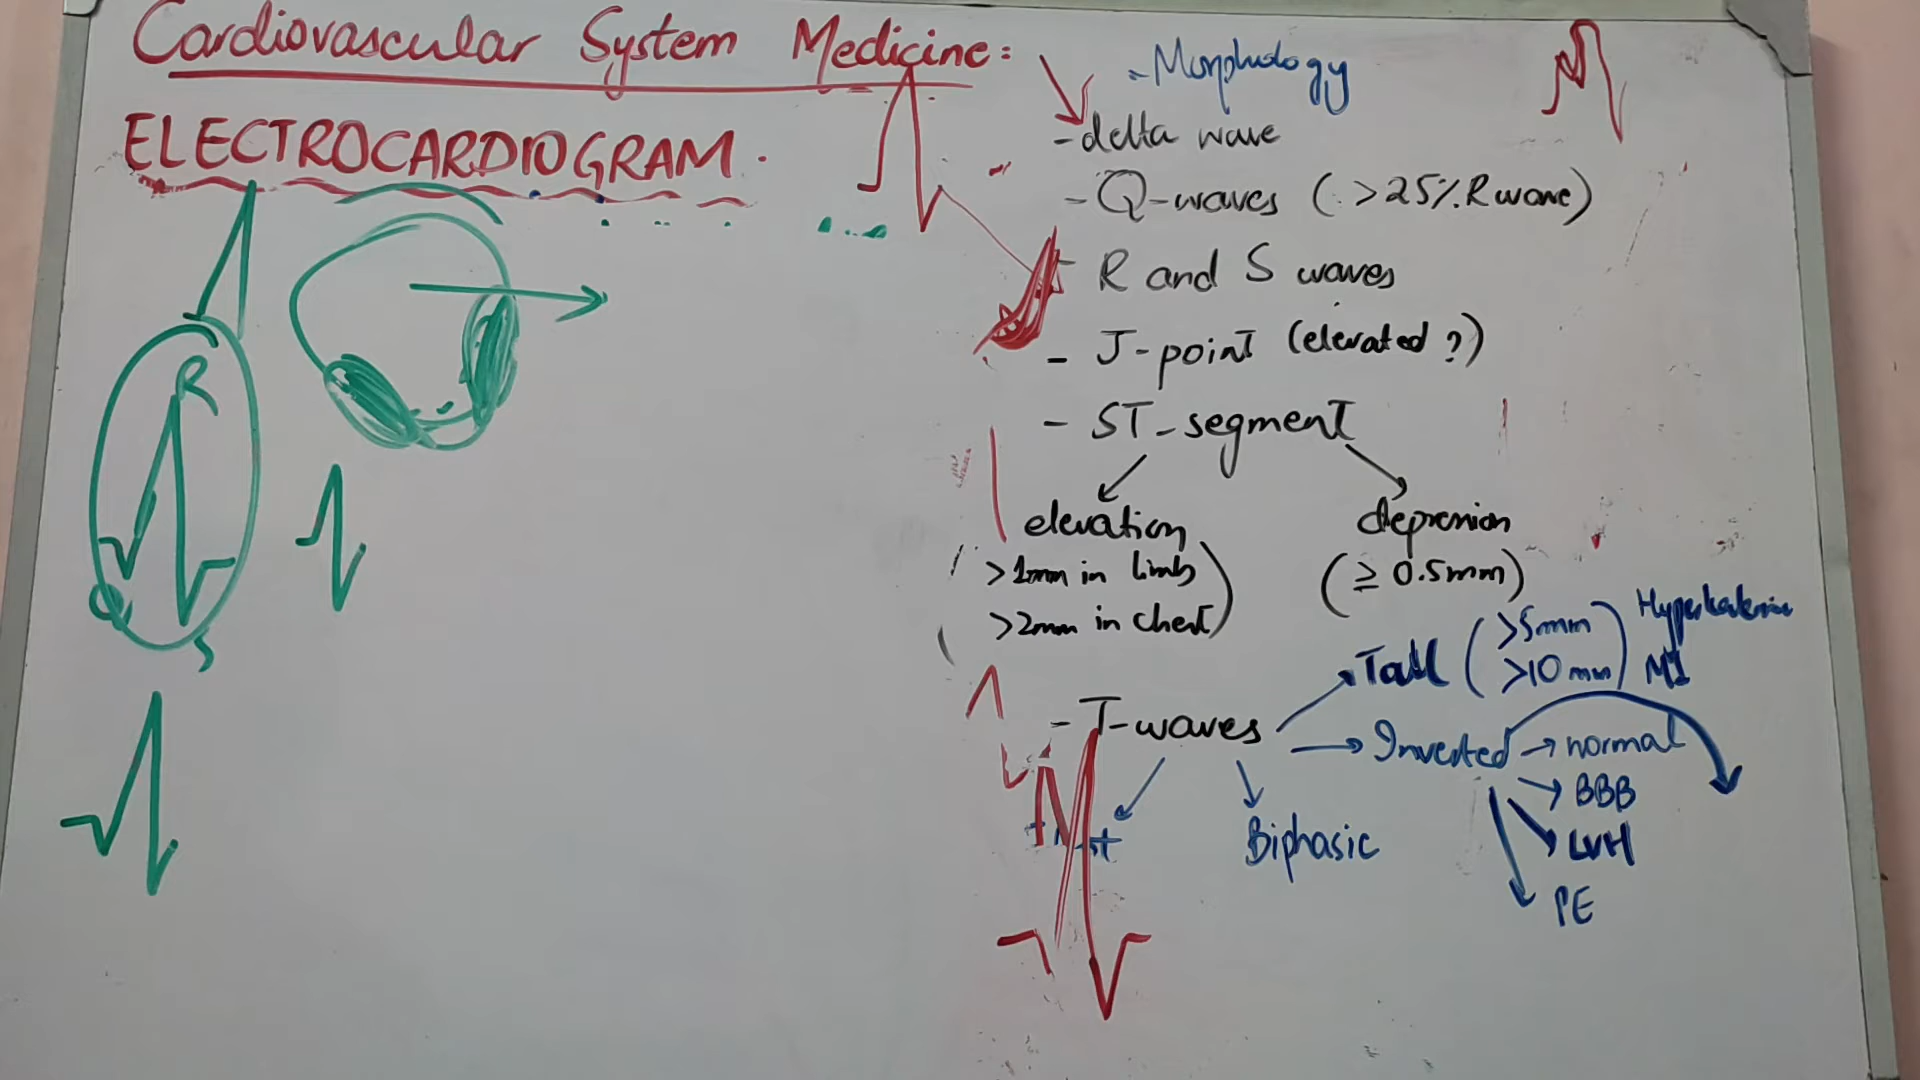 Cardiovascular System Medicine:
ELECTROCARDIOGRAM.
R
Q
S
- Morphology
- delta wave
- Q-waves (>25% R wave)
- R and S waves
- J-point (elevated?)
- ST-segment
elevation
>1mm in limb
>2mm in chest
depression
(≥ 0.5mm)
- T-waves
Tall (>5mm
>10mm)
Hyperkalemia
MI
Inverted → normal
→ BBB
LVH
PE
Biphasic